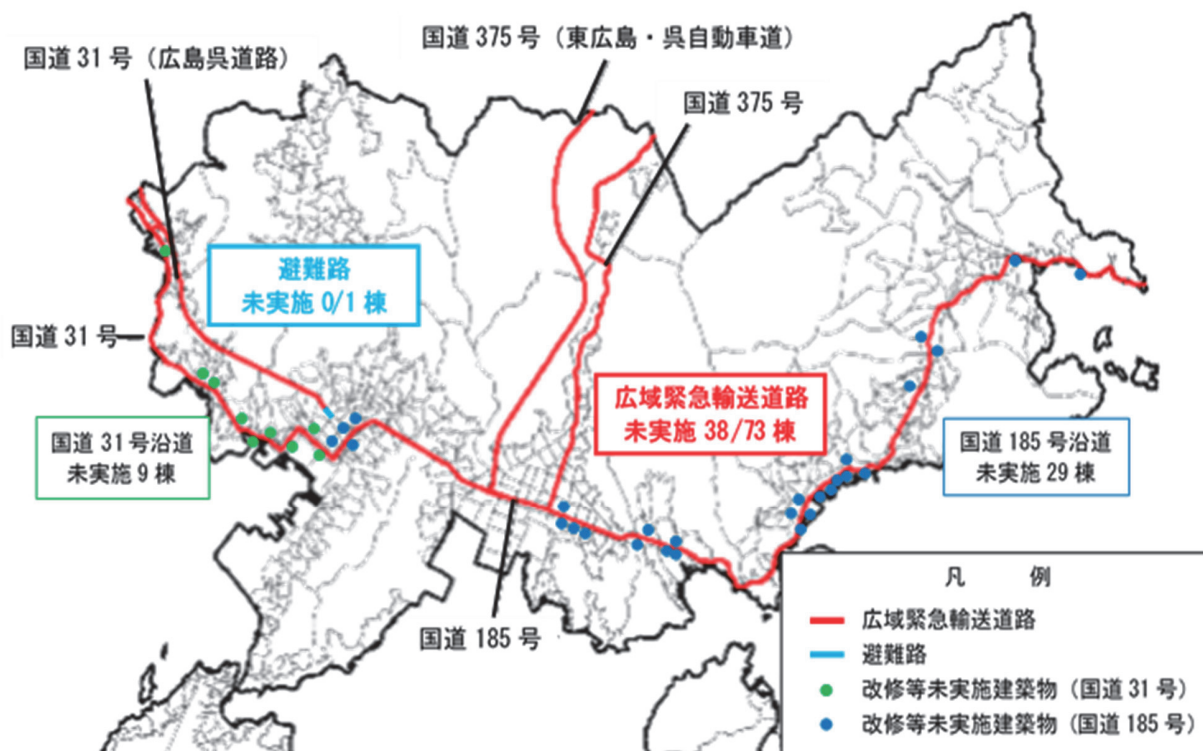 国道 375 号（東広島・呉自動車道）
国道 31 号（広島呉道路）
国道 375 号
避難路
未実施 0/1 棟
国道 31 号
広域緊急輸送道路
未実施 38/73 棟
国道 31 号沿道
未実施 9 棟
国道 185 号沿道
未実施 29 棟
国道 185 号
凡 例
広域緊急輸送道路
避難路
改修等未実施建築物（国道 31 号）
改修等未実施建築物（国道 185 号）